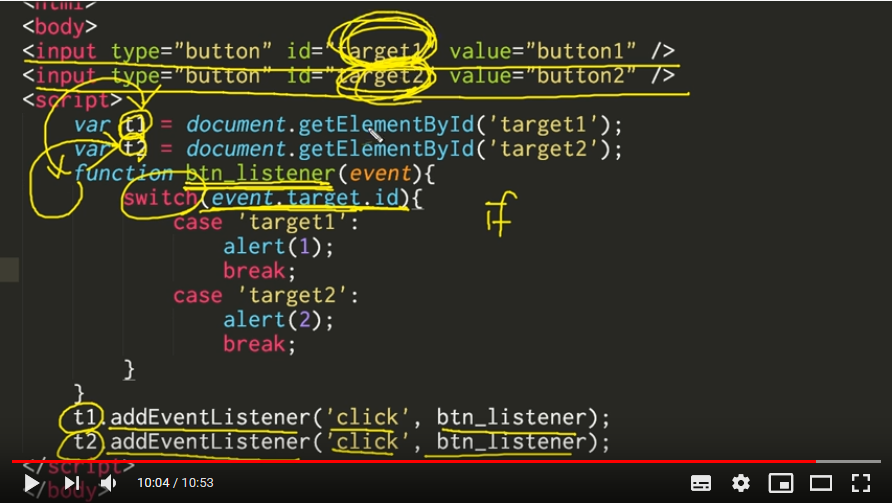 <html>
<body>
<input type="button" id="target1" value="button1" />
<input type="button" id="target2" value="button2" />
<script>
var t1 = document.getElementById('target1');
var t2 = document.getElementById('target2');
function btn_listener(event){
switch(event.target.id){
if
case 'target1':
alert(1);
break;
case 'target2':
alert(2);
break;
}
}
t1.addEventListener('click', btn_listener);
t2.addEventListener('click', btn_listener);
</script>
</body>
10:04 / 10:53